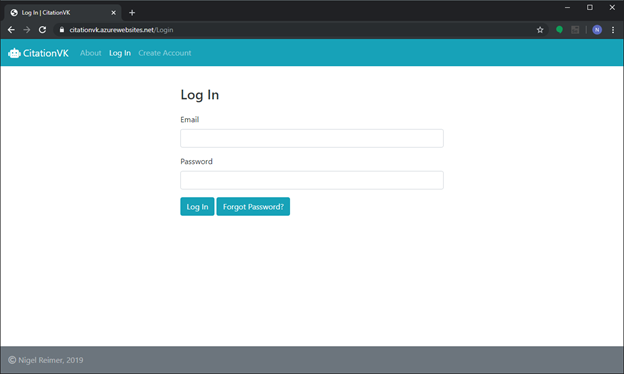 Log In | CitationVK
citationvk.azurewebsites.net/Login
N
CitationVK About Log In Create Account
Log In
Email
Password
Log In Forgot Password?
© Nigel Reimer, 2019